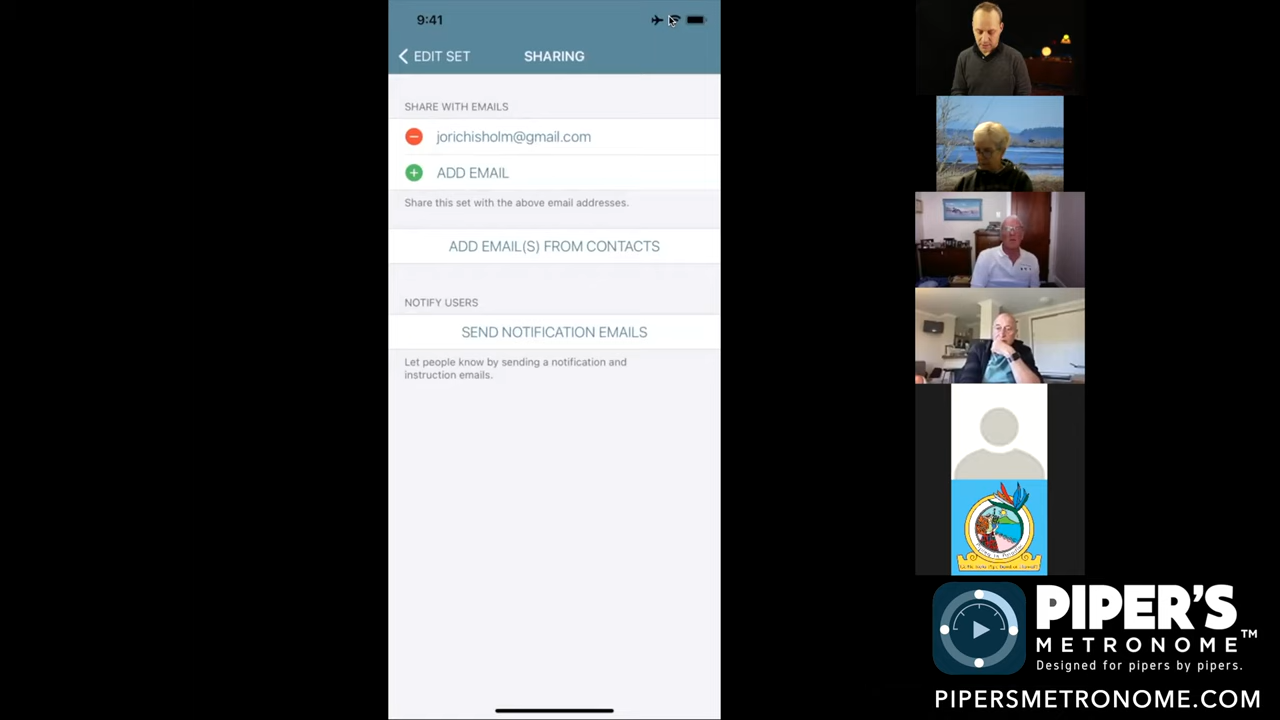 9:41
EDIT SET
SHARING
SHARE WITH EMAILS
jorichisholm@gmail.com
ADD EMAIL
Share this set with the above email addresses.
ADD EMAIL(S) FROM CONTACTS
NOTIFY USERS
SEND NOTIFICATION EMAILS
Let people know by sending a notification and
instruction emails.
PIPER'S
METRONOME™
Designed for pipers by pipers.
PIPERSMETRONOME.COM